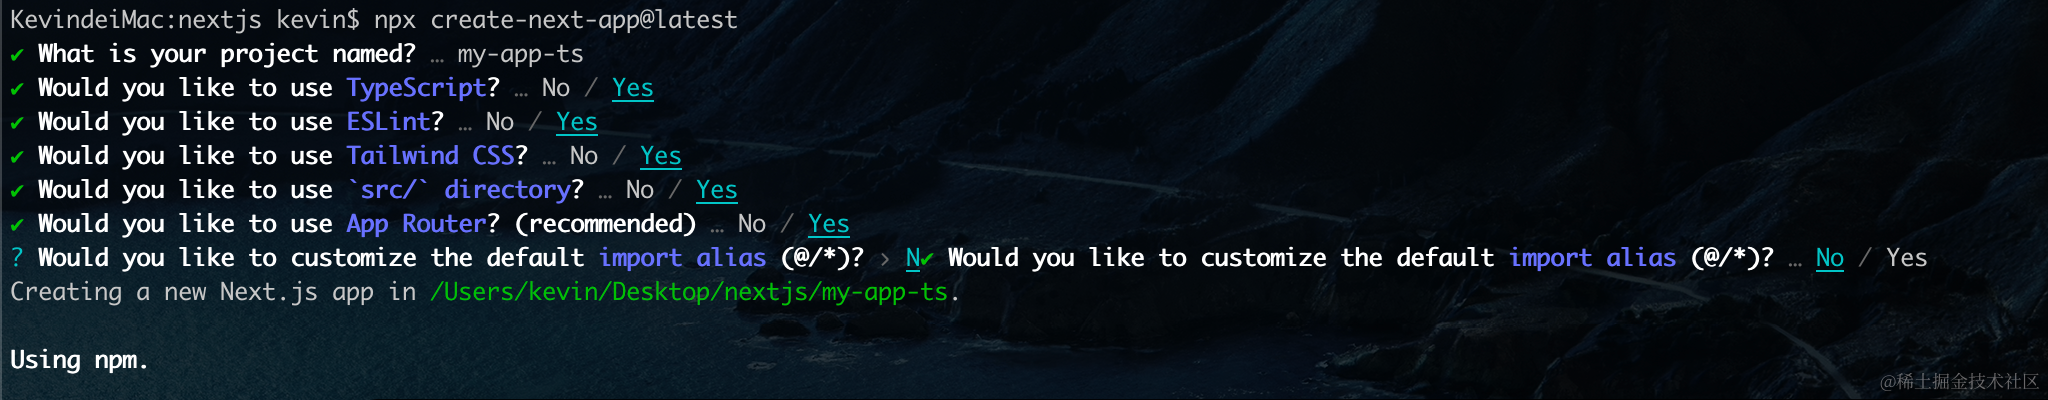 KevindeiMac:nextjs kevin$ npx create-next-app@latest
✔ What is your project named? … my-app-ts
✔ Would you like to use TypeScript? … No / Yes
✔ Would you like to use ESLint? … No / Yes
✔ Would you like to use Tailwind CSS? … No / Yes
✔ Would you like to use `src/` directory? … No / Yes
✔ Would you like to use App Router? (recommended) … No / Yes
? Would you like to customize the default import alias (@/*)? › N✔ Would you like to customize the default import alias (@/*)? … No / Yes
Creating a new Next.js app in /Users/kevin/Desktop/nextjs/my-app-ts.
Using npm.
@稀土掘金技术社区